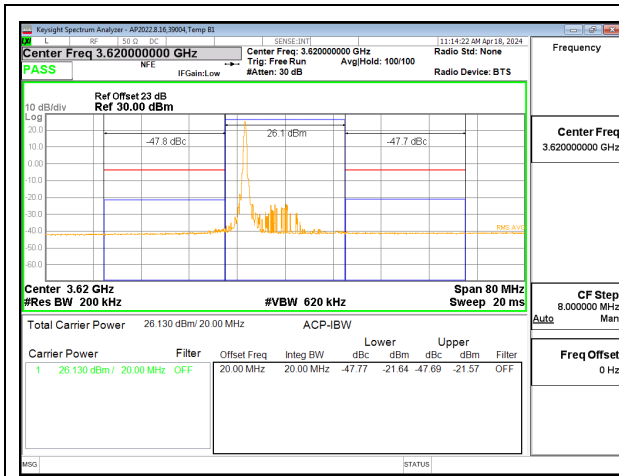 Keysight Spectrum Analyzer - AP2022.8.16,39004,Temp B1
L RF 50 Ω DC SENSE:INT 11:14:22 AM Apr 18, 2024
Center Freq 3.620000000 GHz
Center Freq: 3.620000000 GHz Radio Std: None
PASS NFE IFGain:Low Trig: Free Run Avg|Hold: 100/100
#Atten: 30 dB Radio Device: BTS
Ref Offset 23 dB
10 dB/div Ref 30.00 dBm
Log
20.0
10.0
0.00
-10.0
-20.0
-30.0
-40.0
-50.0
-60.0
-47.8 dBc 26.1 dBm -47.7 dBc
RMS AVG
Center 3.62 GHz Span 80 MHz
#Res BW 200 kHz #VBW 620 kHz Sweep 20 ms
Total Carrier Power 26.130 dBm/ 20.00 MHz ACP-IBW
Lower Upper
Carrier Power Filter Offset Freq Integ BW dBc dBm dBc dBm Filter
1 26.130 dBm / 20.00 MHz OFF 20.00 MHz 20.00 MHz -47.77 -21.64 -47.69 -21.57 OFF
MSG STATUS
Frequency
Center Freq
3.620000000 GHz
CF Step
8.000000 MHz
Auto Man
Freq Offset
0 Hz